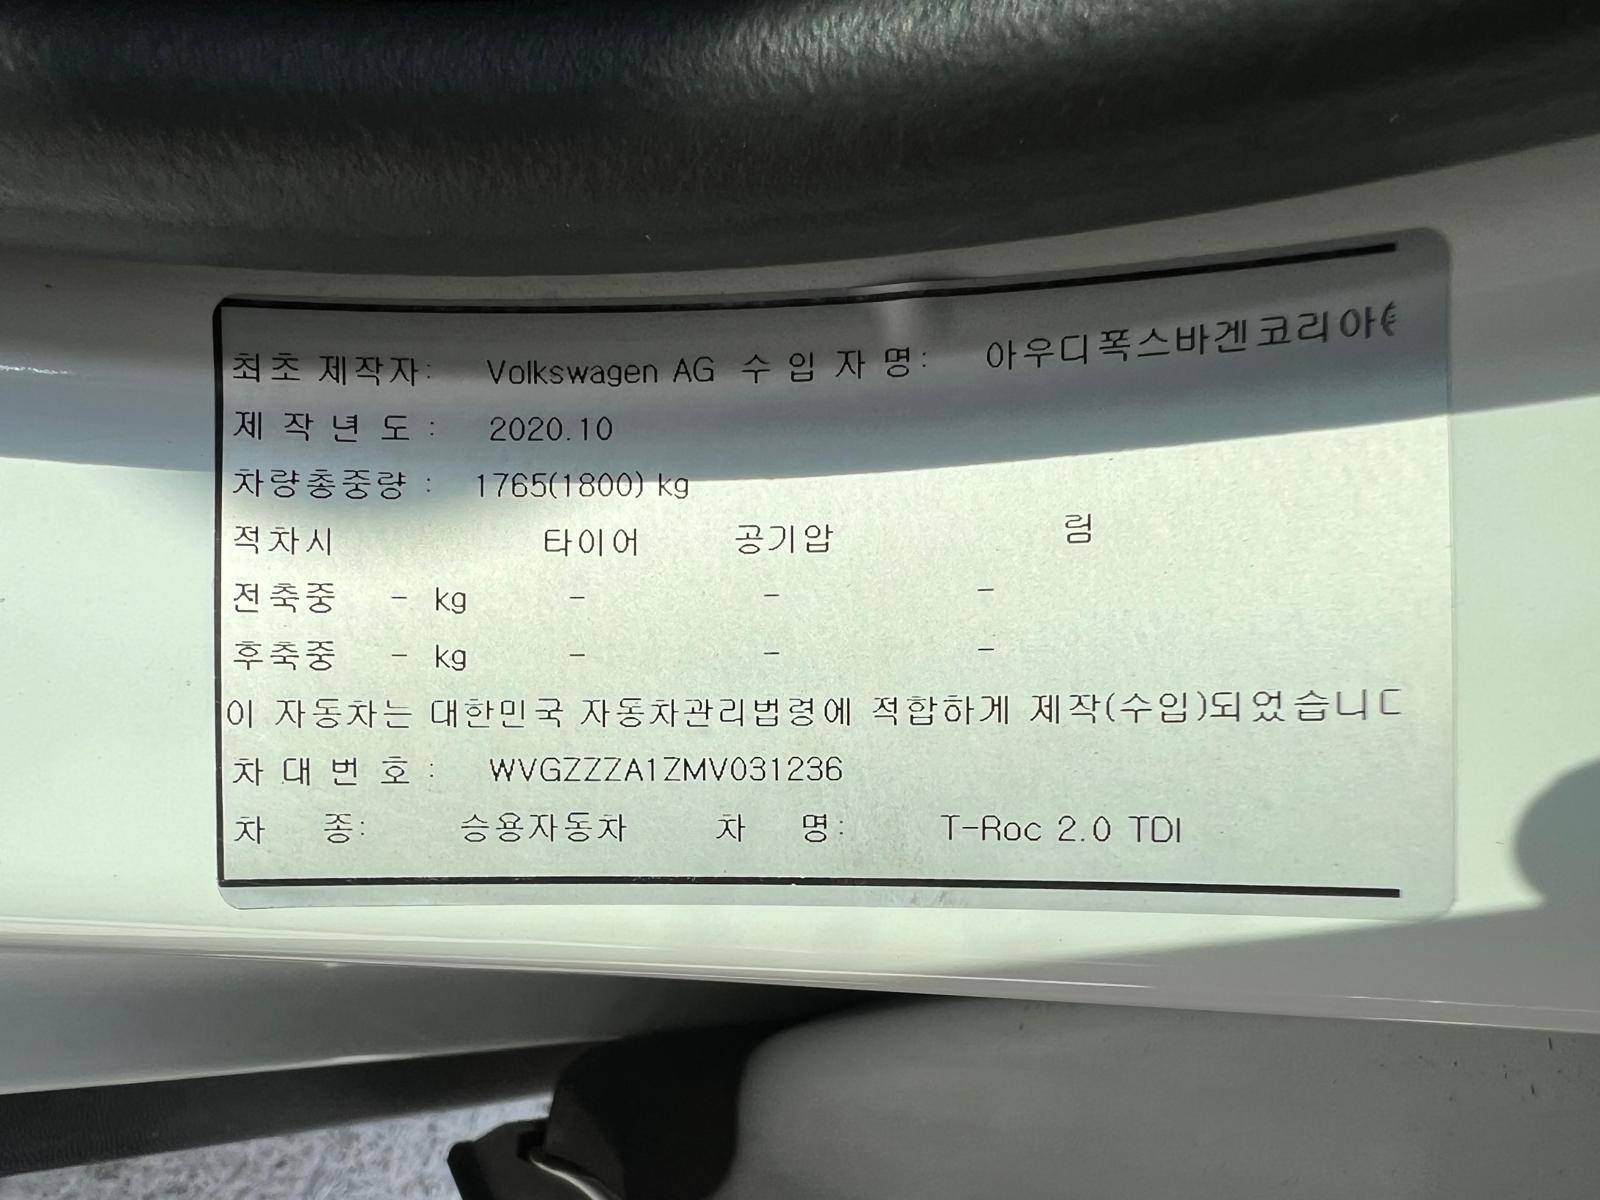 최초 제작자: Volkswagen AG 수 입 자 명: 아우디폭스바겐코리아
제 작 년 도 : 2020.10
차량총중량 : 1765(1800) kg
적차시 타이어 공기압 림
전축중 - kg - - -
후축중 - kg - - -
이 자동차는 대한민국 자동차관리법령에 적합하게 제작(수입)되었습니ㄷ
차 대 번 호 : WVGZZZA1ZMV031236
차 종: 승용자동차 차 명: T-Roc 2.0 TDI